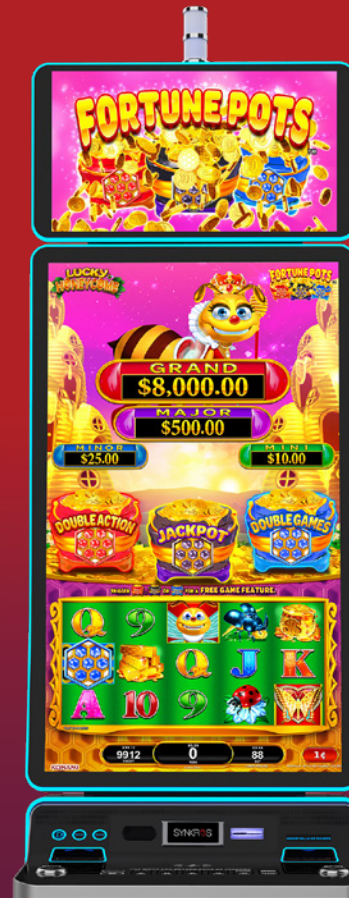 FORTUNE POTS
LUCKY
HONEYCOMB
FORTUNE POTS
GRAND
$8,000.00
MAJOR
$500.00
MINOR
$25.00
MINI
$10.00
DOUBLE ACTION
JACKPOT
DOUBLE GAMES
FREE GAME FEATURE.
Q 9
Q J K
A 10 9
9912
0
88
1¢
KONAMI
SYNKROS